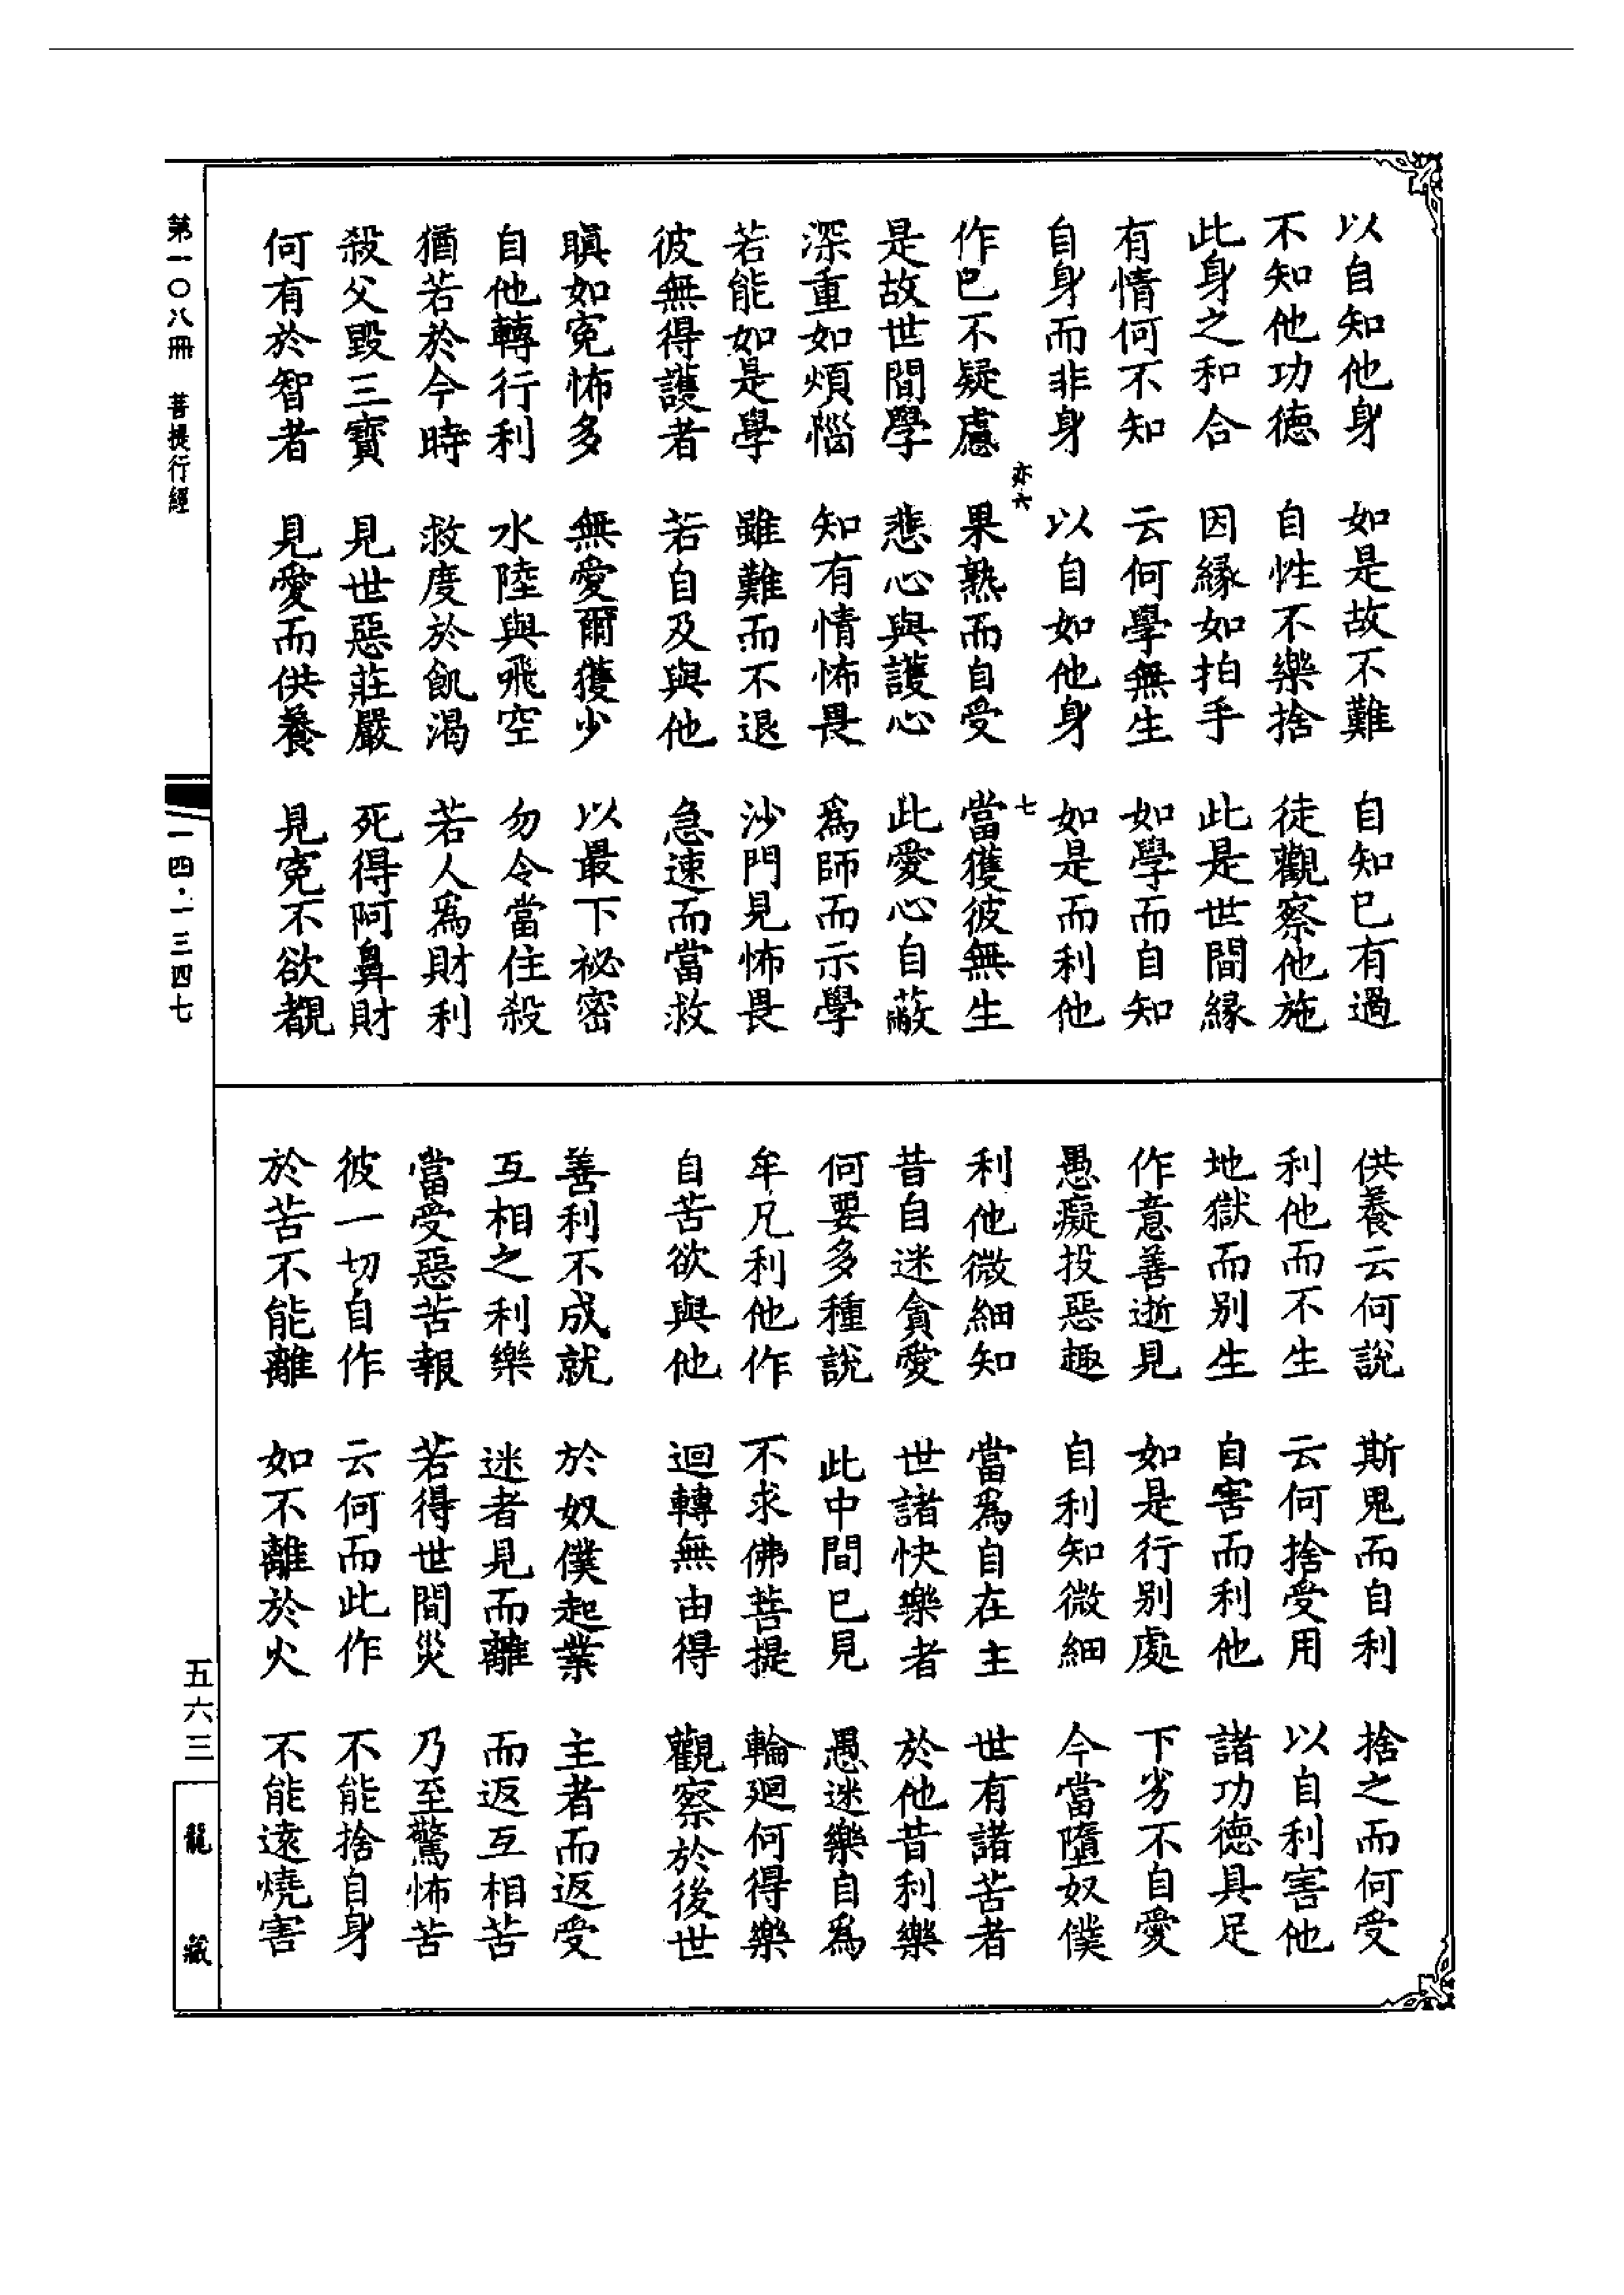 以自知他身　如是故不難　自知已有過
不知他功德　自性不樂捨　徒觀察他施
此身之和合　因緣如拍手　此是世間緣
有情何不知　云何學無生　如學而自知
自身而非身　以自如他身　如是而利他
亦六　七
作已不疑慮　果熟而自受　當獲彼無生
是故世間學　悲心與護心　此愛心自蔽
深重如煩惱　知有情怖畏　為師而示學
若能如是學　雖難而不退　沙門見怖畏
彼無得護者　若自及與他　急速而當救
瞋如寃怖多　無愛爾獲少　以最下祕密
自他轉行利　水陸與飛空　勿令當住殺
猶若於今時　救度於飢渴　若人為財利
殺父毀三寶　見世惡莊嚴　死得阿鼻財
何有於智者　見愛而供養　見寃不欲覩
供養云何說　斯鬼而自利　捨之而何受
利他而不生　云何捨受用　以自利害他
地獄而別生　自害而利他　諸功德具足
作意善逝見　如是行別處　下劣不自愛
愚癡投惡趣　自利知微細　今當墮奴僕
利他微細知　當為自在主　世有諸苦者
昔自迷貪愛　世諸快樂者　於他昔利樂
何要多種說　此中間已見　愚迷樂自為
牟尼利他作　不求佛菩提　輪迴何得樂
自苦欲與他　迴轉無由得　觀察於後世
善利不成就　於奴僕起業　主者而返受
互相之利樂　迷者見而離　而返互相苦
當受惡苦報　若得世間災　乃至驚怖苦
彼一切自作　云何而此作　不能捨自身
於苦不能離　如不離於火　不能遠燒害
第一〇八冊　菩提行經
一四·一三四七
五六三
龍藏